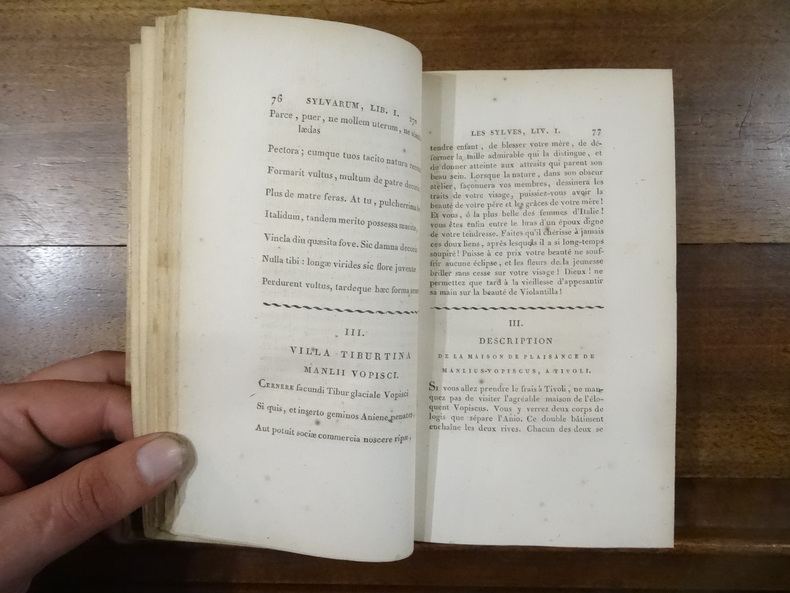 76 SYLVARUM, LIB. I.
Parce, puer, ne mollem uterum, ne
lædas
Pectora; cumque tuos tacito natura
Formarit vultus, multum de patre decoris
Plus de matre feras. At tu, pulcherrima
Italidum, tandem merito possessa marito,
Vincla diu quæsita fove. Sic damna decoris
Nulla tibi: longæ virides sic flore juventæ
Perdurent vultus, tardeque hæc forma
III.
VILLA TIBURTINA
MANLII VOPISCI.
CERNERE facundi Tibur glaciale Vopisci
Si quis, et inserto geminos Aniene penates,
Aut potuit sociæ commercia noscere ripæ,
LES SYLVES, LIV. I. 77
tendre enfant, de blesser votre mère, de dé-
former la taille admirable qui la distingue, et
de donner atteinte aux attraits qui parent son
beau sein. Lorsque la nature, dans son obscur
atelier, façonnera vos membres, dessinera les
traits de votre visage, puissiez-vous avoir la
beauté de votre père et les grâces de votre mère!
Et vous, ô la plus belle des femmes d'Italie!
vous êtes enfin entre le bras d'un époux digne
de votre tendresse. Faites qu'il chérisse à jamais
ces doux liens, après lesquels il a si long-temps
soupiré! Puisse à ce prix votre beauté ne souf-
frir aucune éclipse, et les fleurs de la jeunesse
briller sans cesse sur votre visage! Dieux! ne
permettez que tard à la vieillesse d'appesantir
sa main sur la beauté de Violantilla!
III.
DESCRIPTION
DE LA MAISON DE PLAISANCE DE
MANLIUS-VOPISCUS, A TIVOLI.
SI vous allez prendre le frais à Tivoli, ne man-
quez pas de visiter l'agréable maison de l'élo-
quent Vopiscus. Vous y verrez deux corps de
logis que sépare l'Anio. Ce double bâtiment
enchaîne les deux rives. Chacun des deux se